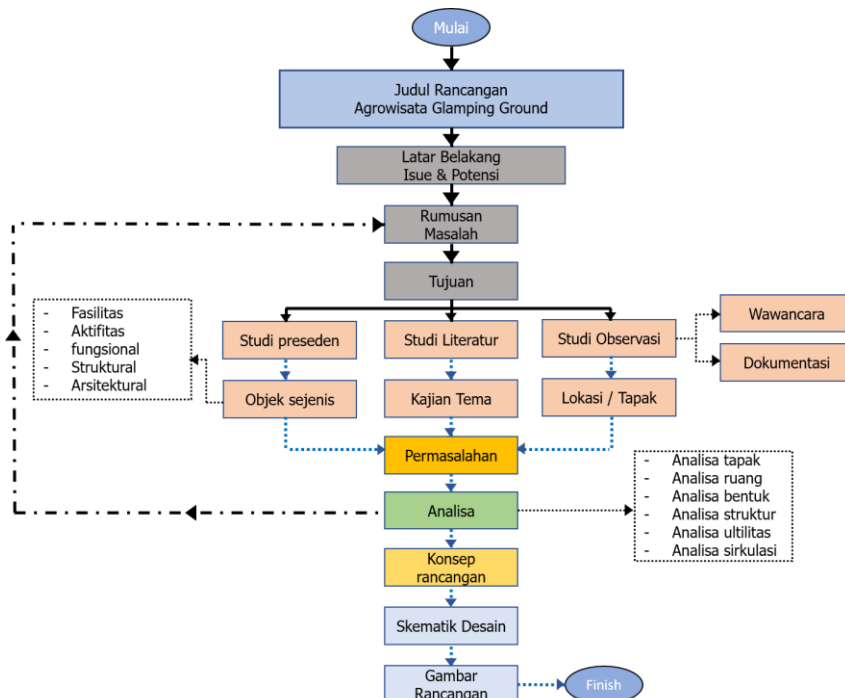 Mulai
Judul Rancangan
Agrowisata Glamping Ground
Latar Belakang
Isue & Potensi
Rumusan
Masalah
Tujuan
- Fasilitas
- Aktifitas
- fungsional
- Struktural
- Arsitektural
Studi preseden
Studi Literatur
Studi Observasi
Wawancara
Dokumentasi
Objek sejenis
Kajian Tema
Lokasi / Tapak
Permasalahan
Analisa
- Analisa tapak
- Analisa ruang
- Analisa bentuk
- Analisa struktur
- Analisa ultilitas
- Analisa sirkulasi
Konsep
rancangan
Skematik Desain
Gambar
Rancangan
Finish